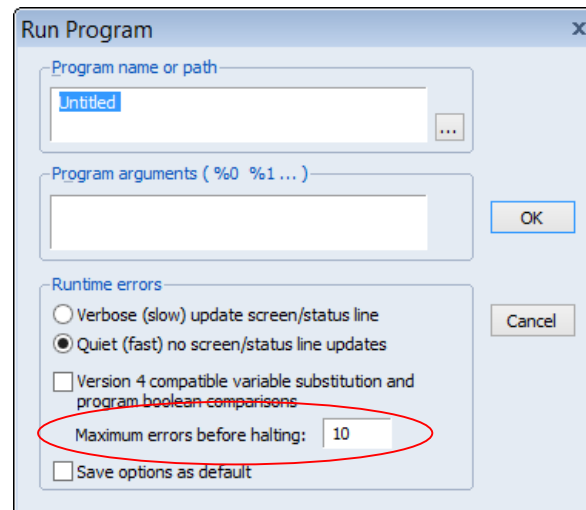 Run Program
x
Program name or path
Untitled
...
Program arguments ( %0 %1 ... )
OK
Runtime errors
Verbose (slow) update screen/status line
Cancel
Quiet (fast) no screen/status line updates
Version 4 compatible variable substitution and
program boolean comparisons
Maximum errors before halting: 10
Save options as default